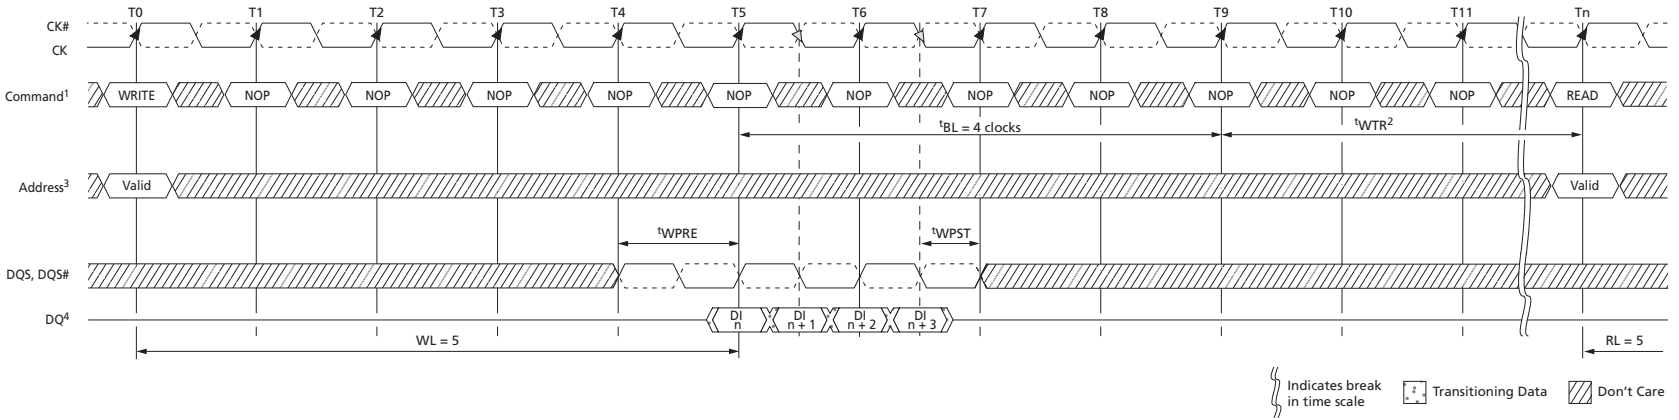 T0 T1 T2 T3 T4 T5 T6 T7 T8 T9 T10 T11 Tn
CK#
CK
Command1 WRITE NOP NOP NOP NOP NOP NOP NOP NOP NOP NOP NOP READ
tBL = 4 clocks tWTR2
Address3 Valid Valid
tWPRE tWPST
DQS, DQS#
DQ4 DI n DI n + 1 DI n + 2 DI n + 3
WL = 5 RL = 5
Indicates break in time scale
Transitioning Data
Don't Care